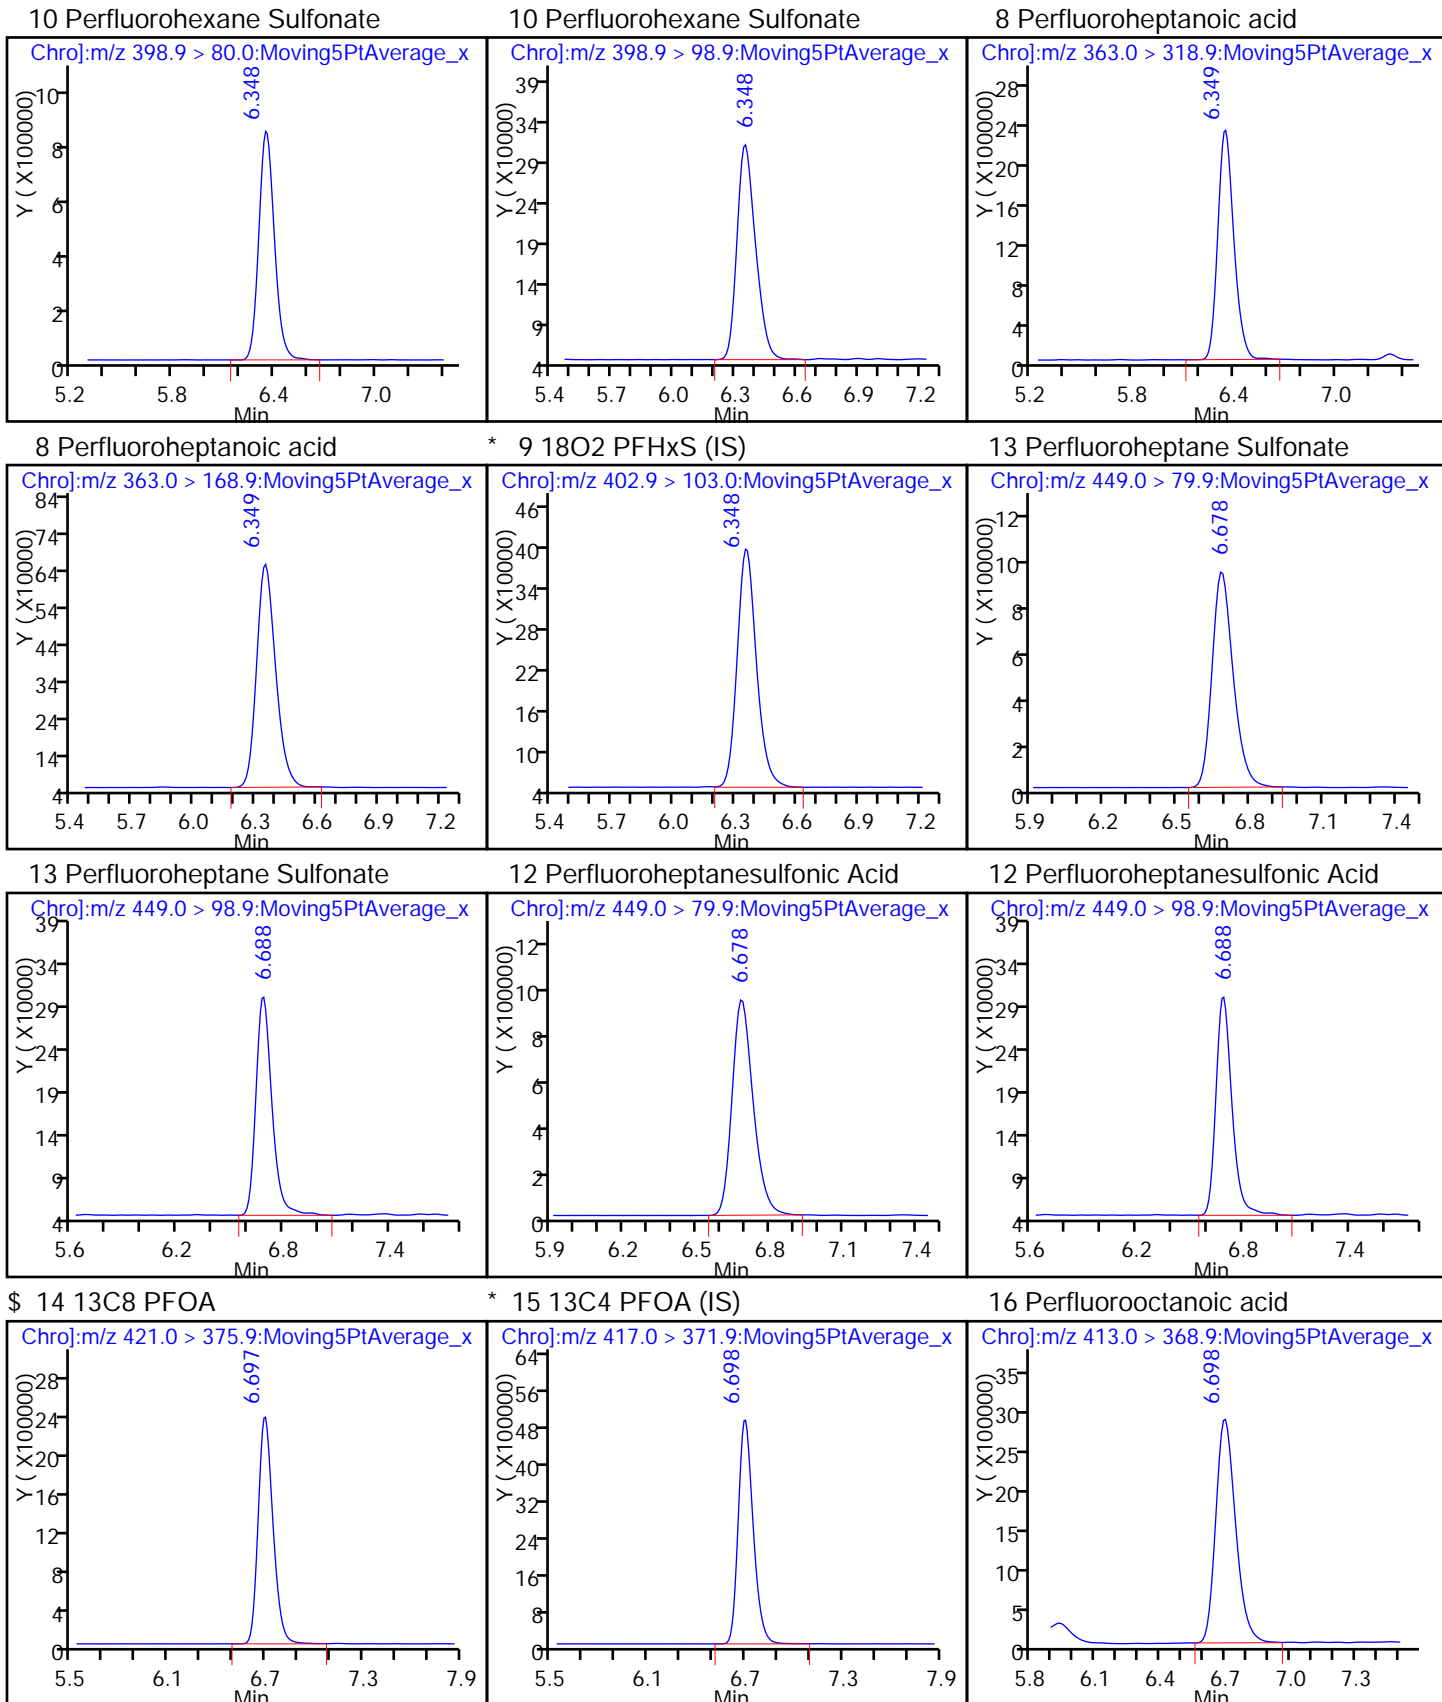 10 Perfluorohexane Sulfonate
Chro]:m/z 398.9 > 80.0:Moving5PtAverage_x
6.348
Y ( X100000)
10
8
6
4
2
0
5.2 5.8 6.4 7.0
Min
10 Perfluorohexane Sulfonate
Chro]:m/z 398.9 > 98.9:Moving5PtAverage_x
6.348
Y ( X10000)
39
34
29
24
19
14
9
4
5.4 5.7 6.0 6.3 6.6 6.9 7.2
Min
8 Perfluoroheptanoic acid
Chro]:m/z 363.0 > 318.9:Moving5PtAverage_x
6.349
Y ( X100000)
28
24
20
16
12
8
4
0
5.2 5.8 6.4 7.0
Min
8 Perfluoroheptanoic acid
Chro]:m/z 363.0 > 168.9:Moving5PtAverage_x
6.349
Y ( X10000)
84
74
64
54
44
34
24
14
4
5.4 5.7 6.0 6.3 6.6 6.9 7.2
Min
* 9 18O2 PFHxS (IS)
Chro]:m/z 402.9 > 103.0:Moving5PtAverage_x
6.348
Y ( X10000)
46
40
34
28
22
16
10
4
5.4 5.7 6.0 6.3 6.6 6.9 7.2
Min
13 Perfluoroheptane Sulfonate
Chro]:m/z 449.0 > 79.9:Moving5PtAverage_x
6.678
Y ( X100000)
12
10
8
6
4
2
0
5.9 6.2 6.5 6.8 7.1 7.4
Min
13 Perfluoroheptane Sulfonate
Chro]:m/z 449.0 > 98.9:Moving5PtAverage_x
6.688
Y ( X10000)
39
34
29
24
19
14
9
4
5.6 6.2 6.8 7.4
Min
12 Perfluoroheptanesulfonic Acid
Chro]:m/z 449.0 > 79.9:Moving5PtAverage_x
6.678
Y ( X100000)
12
10
8
6
4
2
0
5.9 6.2 6.5 6.8 7.1 7.4
Min
12 Perfluoroheptanesulfonic Acid
Chro]:m/z 449.0 > 98.9:Moving5PtAverage_x
6.688
Y ( X10000)
39
34
29
24
19
14
9
4
5.6 6.2 6.8 7.4
Min
$ 14 13C8 PFOA
Chro]:m/z 421.0 > 375.9:Moving5PtAverage_x
6.697
Y ( X100000)
28
24
20
16
12
8
4
0
5.5 6.1 6.7 7.3 7.9
Min
* 15 13C4 PFOA (IS)
Chro]:m/z 417.0 > 371.9:Moving5PtAverage_x
6.698
Y ( X100000)
64
56
48
40
32
24
16
8
0
5.5 6.1 6.7 7.3 7.9
Min
16 Perfluorooctanoic acid
Chro]:m/z 413.0 > 368.9:Moving5PtAverage_x
6.698
Y ( X100000)
35
30
25
20
15
10
5
0
5.8 6.1 6.4 6.7 7.0 7.3
Min